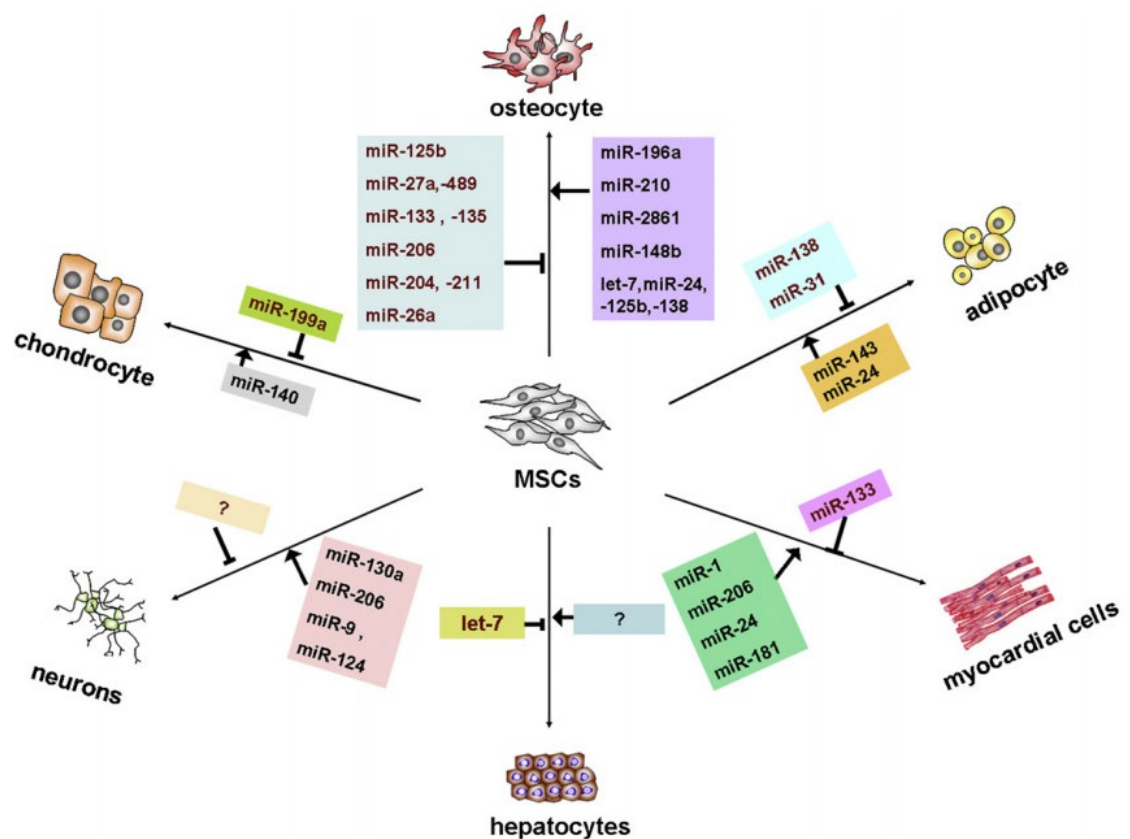 osteocyte
miR-125b
miR-27a,-489
miR-133 , -135
miR-206
miR-204, -211
miR-26a
miR-196a
miR-210
miR-2861
miR-148b
let-7,miR-24,
-125b,-138
miR-138
miR-31
adipocyte
miR-143
miR-24
chondrocyte
miR-199a
miR-140
MSCs
?
neurons
miR-130a
miR-206
miR-9 ,
miR-124
let-7
?
miR-133
miR-1
miR-206
miR-24
miR-181
myocardial cells
hepatocytes